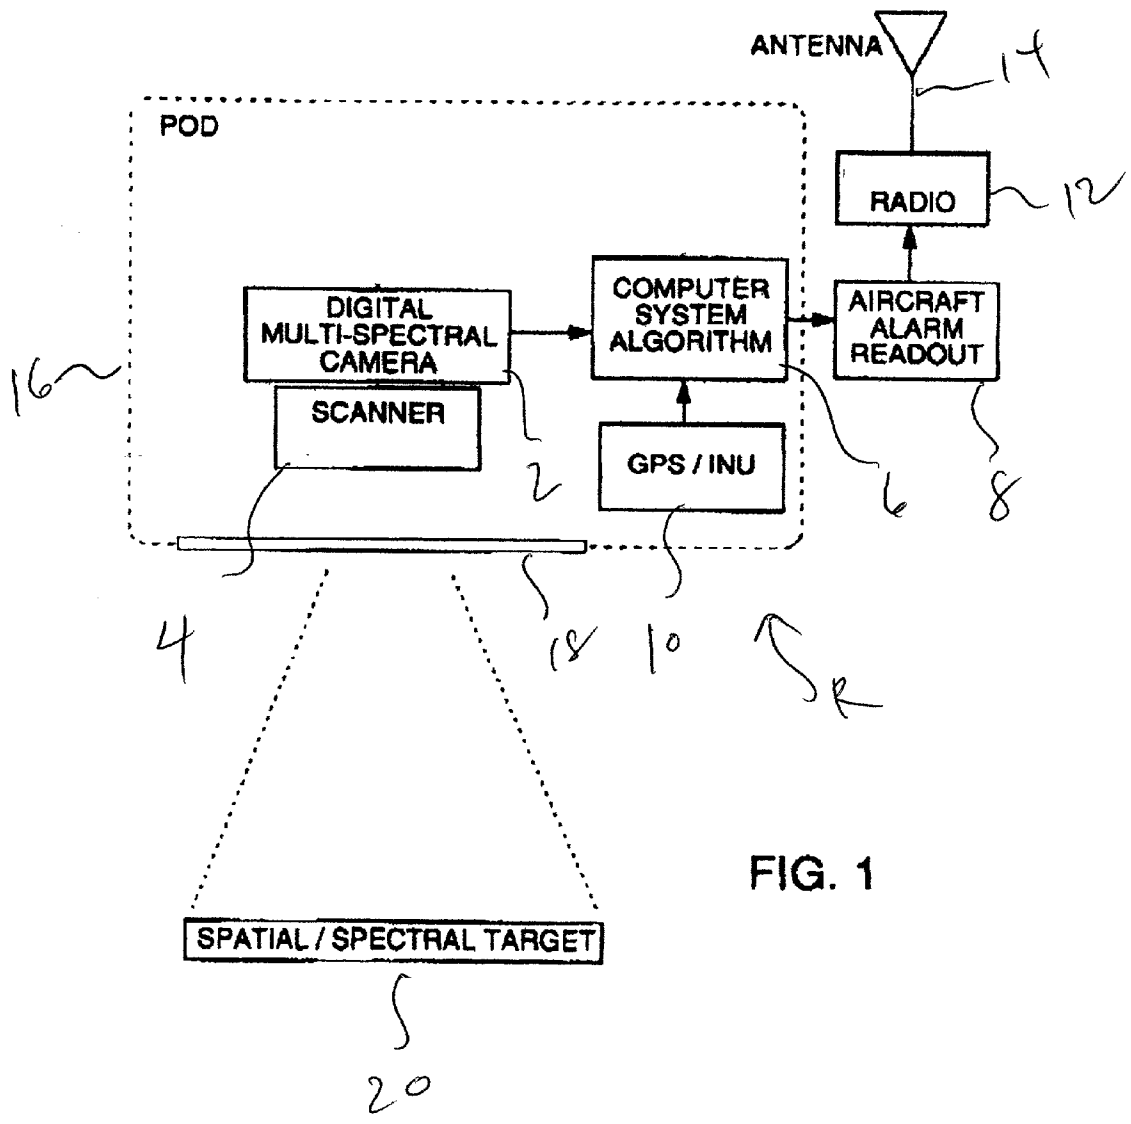 ANTENNA
14
POD
RADIO
12
COMPUTER
SYSTEM
ALGORITHM
DIGITAL
MULTI-SPECTRAL
CAMERA
AIRCRAFT
ALARM
READOUT
16
SCANNER
GPS / INU
2
6
8
4
18
10
R
FIG. 1
SPATIAL / SPECTRAL TARGET
20